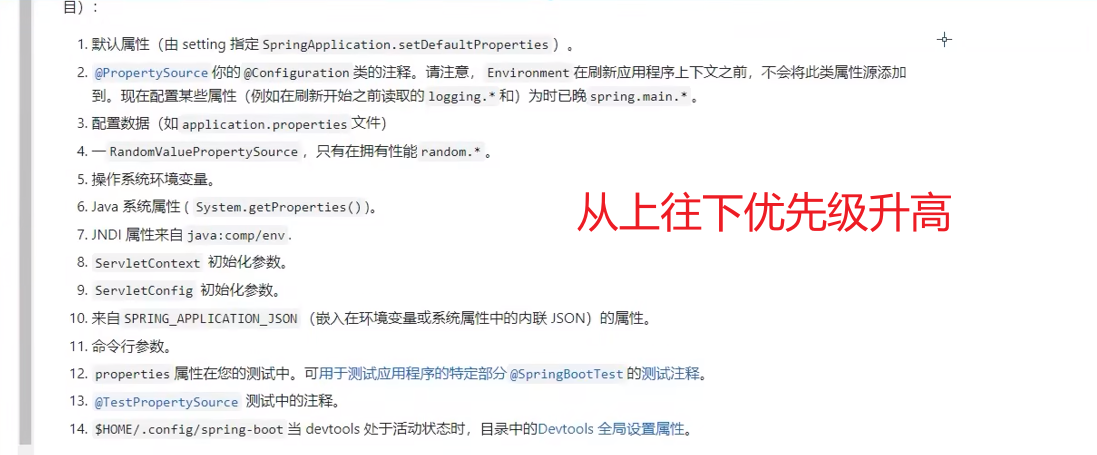 目）：
1. 默认属性（由 setting 指定 SpringApplication.setDefaultProperties ）。
2. @PropertySource 你的 @Configuration 类的注释。请注意， Environment 在刷新应用程序上下文之前，不会将此类属性源添加
到。现在配置某些属性（例如在刷新开始之前读取的 logging.* 和）为时已晚 spring.main.* 。
3. 配置数据（如 application.properties 文件）
4. 一 RandomValuePropertySource ，只有在拥有性能 random.* 。
5. 操作系统环境变量。
6. Java 系统属性 ( System.getProperties() )。
从上往下优先级升高
7. JNDI 属性来自 java:comp/env .
8. ServletContext 初始化参数。
9. ServletConfig 初始化参数。
10. 来自 SPRING_APPLICATION_JSON （嵌入在环境变量或系统属性中的内联 JSON）的属性。
11. 命令行参数。
12. properties 属性在您的测试中。可用于测试应用程序的特定部分 @SpringBootTest 的测试注释。
13. @TestPropertySource 测试中的注释。
14. $HOME/.config/spring-boot 当 devtools 处于活动状态时，目录中的Devtools 全局设置属性。